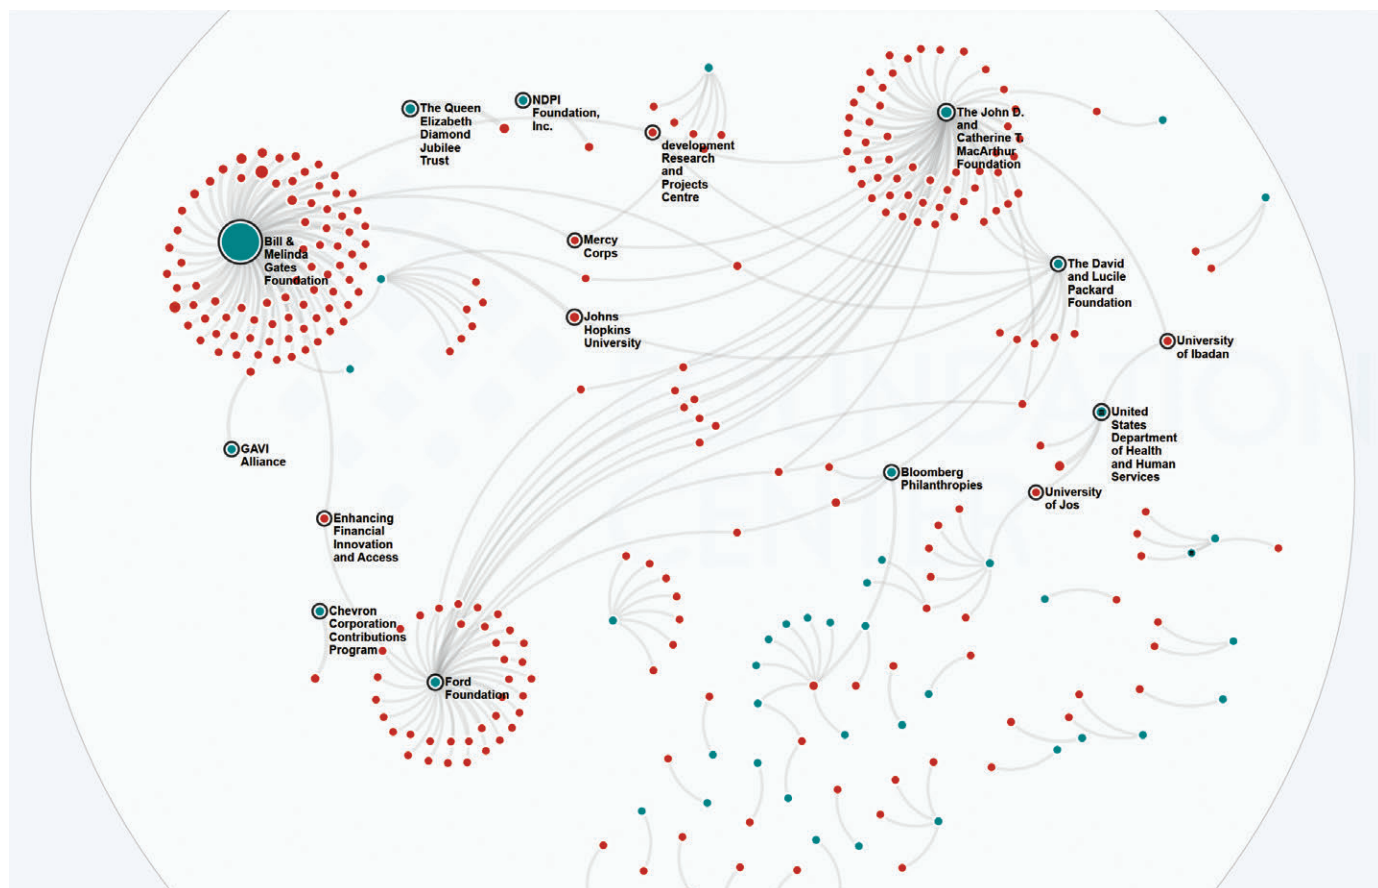 The Queen
Elizabeth
Diamond
Jubilee
Trust
NDPI
Foundation,
Inc.
development
Research
and
Projects
Centre
The John D.
and
Catherine T.
MacArthur
Foundation
Bill &
Melinda
Gates
Foundation
Mercy
Corps
The David
and Lucile
Packard
Foundation
Johns
Hopkins
University
University
of Ibadan
United
States
Department
of Health
and Human
Services
GAVI
Alliance
Bloomberg
Philanthropies
University
of Jos
Enhancing
Financial
Innovation
and Access
Chevron
Corporation
Contributions
Program
Ford
Foundation
FOUNDATION
CENTER